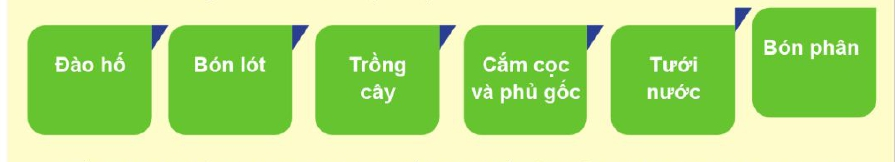 Đào hố
Bón lót
Trồng
cây
Cắm cọc
và phủ gốc
Tưới
nước
Bón phân